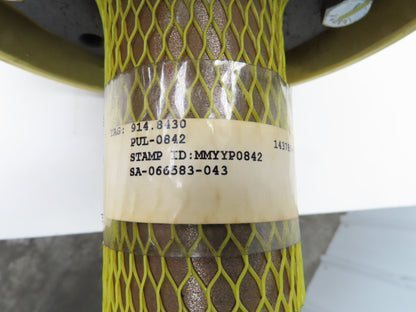 TAG: 914.8430
PUL-0842
STAMP ID:MMYYP0842
SA-066583-043